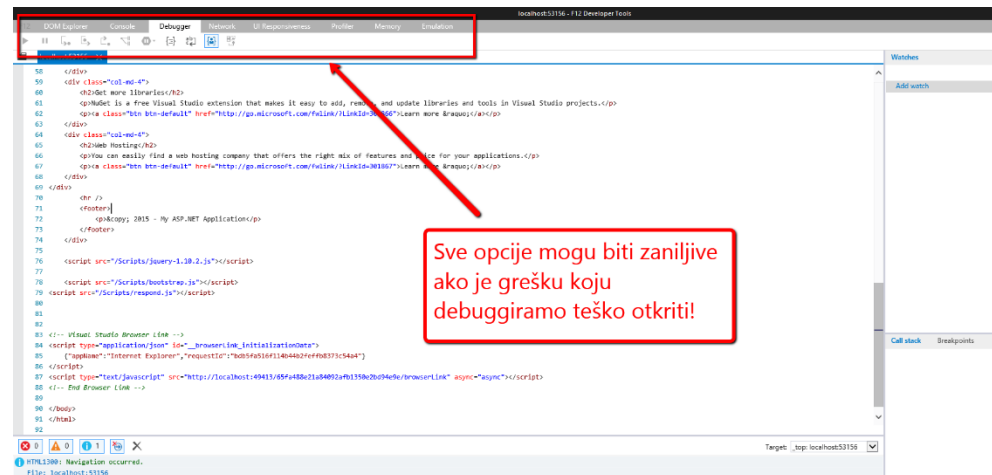 localhost:53156 - F12 Developer Tools
DOM Explorer Console Debugger Network UI Responsiveness Profiler Memory Emulation
Watches
Add watch
58 </div>
59 <div class="col-md-4">
60 <h2>Get more libraries</h2>
61 <p>NuGet is a free Visual Studio extension that makes it easy to add, remove, and update libraries and tools in Visual Studio projects.</p>
62 <p><a class="btn btn-default" href="http://go.microsoft.com/fwlink/?LinkId=301866">Learn more &raquo;</a></p>
63 </div>
64 <div class="col-md-4">
65 <h2>Web Hosting</h2>
66 <p>You can easily find a web hosting company that offers the right mix of features and price for your applications.</p>
67 <p><a class="btn btn-default" href="http://go.microsoft.com/fwlink/?LinkId=301867">Learn more &raquo;</a></p>
68 </div>
69 </div>
70 <hr />
71 <footer>
72 <p>&copy; 2015 - My ASP.NET Application</p>
73 </footer>
74 </div>
75
76 <script src="/Scripts/jquery-1.10.2.js"></script>
77
78 <script src="/Scripts/bootstrap.js"></script>
79 <script src="/Scripts/respond.js"></script>
80
81
82
83 <!-- Visual Studio Browser Link -->
84 <script type="application/json" id="__browserLink_initializationData">
85 {"appName":"Internet Explorer","requestId":"bdb5fa516f114b44b2feffb8373c54a4"}
86 </script>
87 <script type="text/javascript" src="http://localhost:49413/65fa488e21a84092afb1350e2bd94e9e/browserLink" async="async"></script>
88 <!-- End Browser Link -->
89
90 </body>
91 </html>
92
Sve opcije mogu biti zaniljive
ako je grešku koju
debuggiramo teško otkriti!
Call stack Breakpoints
0 0 1
Target: _top: localhost:53156
HTML1300: Navigation occurred.
File: localhost:53156